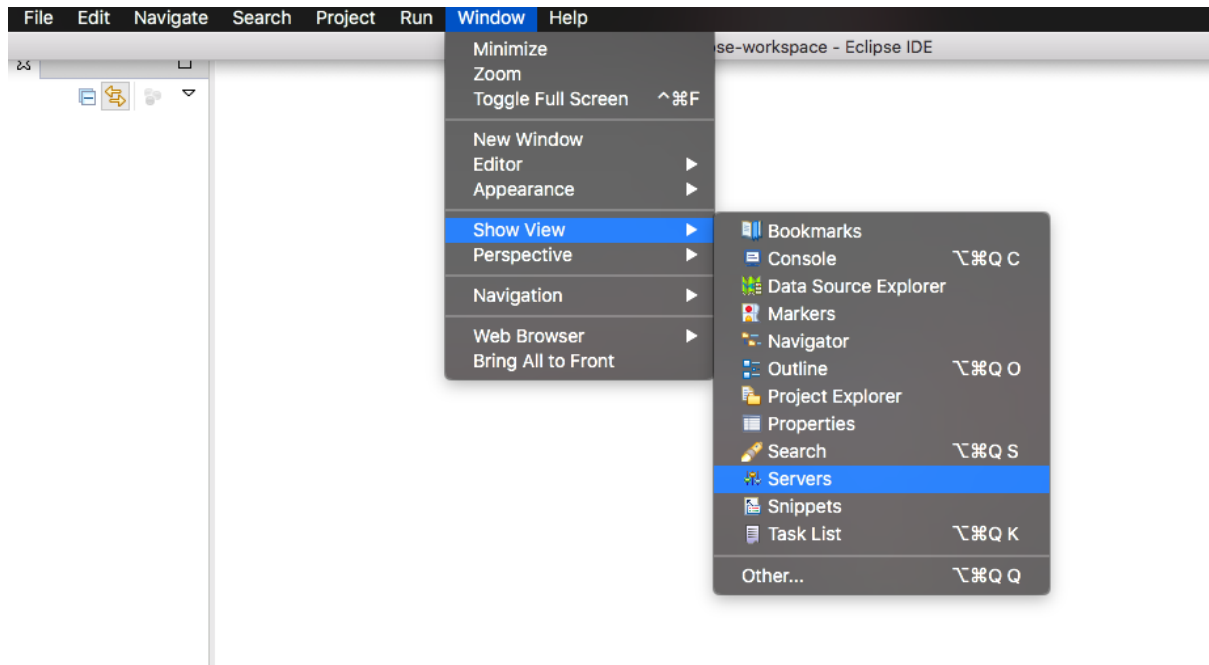 File Edit Navigate Search Project Run Window Help
se-workspace - Eclipse IDE
Minimize
Zoom
Toggle Full Screen ^⌘F
New Window
Editor
Appearance
Show View
Perspective
Navigation
Web Browser
Bring All to Front
Bookmarks
Console ⌥⌘Q C
Data Source Explorer
Markers
Navigator
Outline ⌥⌘Q O
Project Explorer
Properties
Search ⌥⌘Q S
Servers
Snippets
Task List ⌥⌘Q K
Other... ⌥⌘Q Q